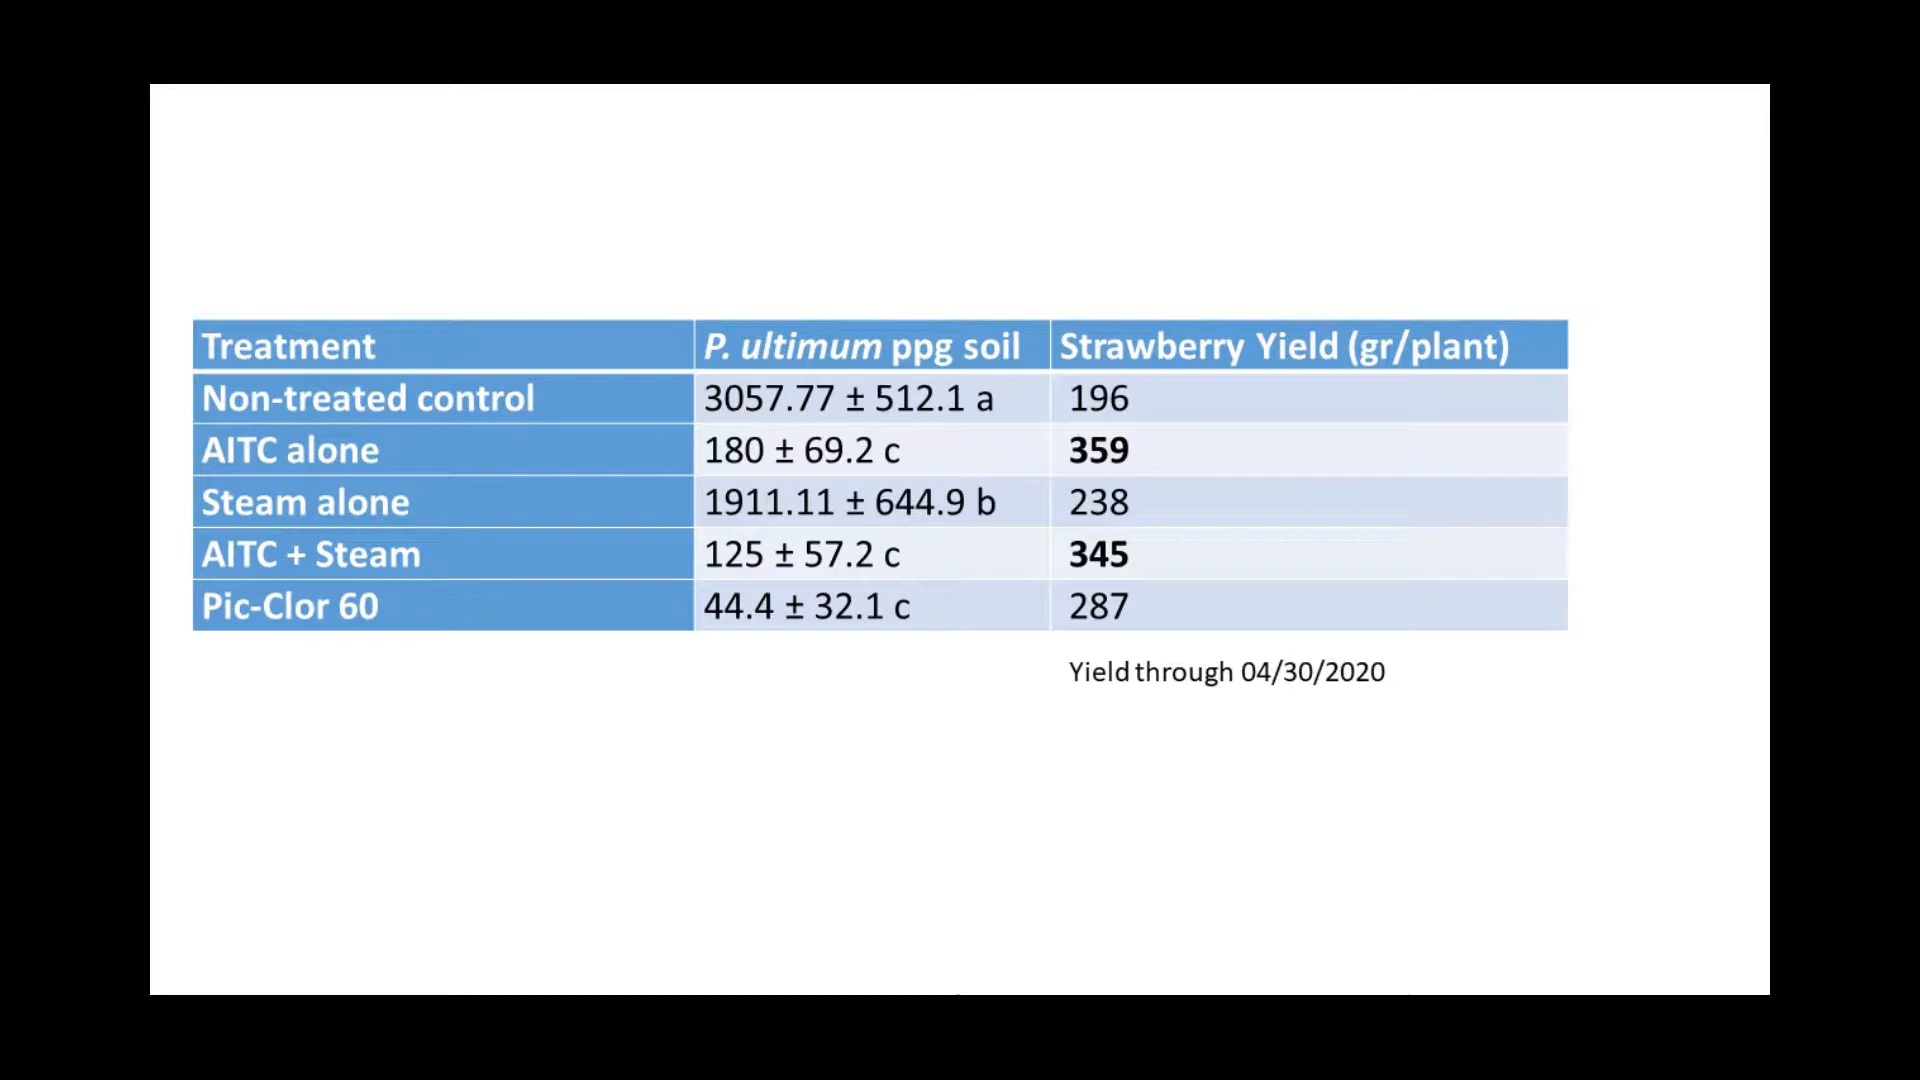 Treatment P. ultimum ppg soil Strawberry Yield (gr/plant)
Non-treated control 3057.77 ± 512.1 a 196
AITC alone 180 ± 69.2 c 359
Steam alone 1911.11 ± 644.9 b 238
AITC + Steam 125 ± 57.2 c 345
Pic-Clor 60 44.4 ± 32.1 c 287
Yield through 04/30/2020